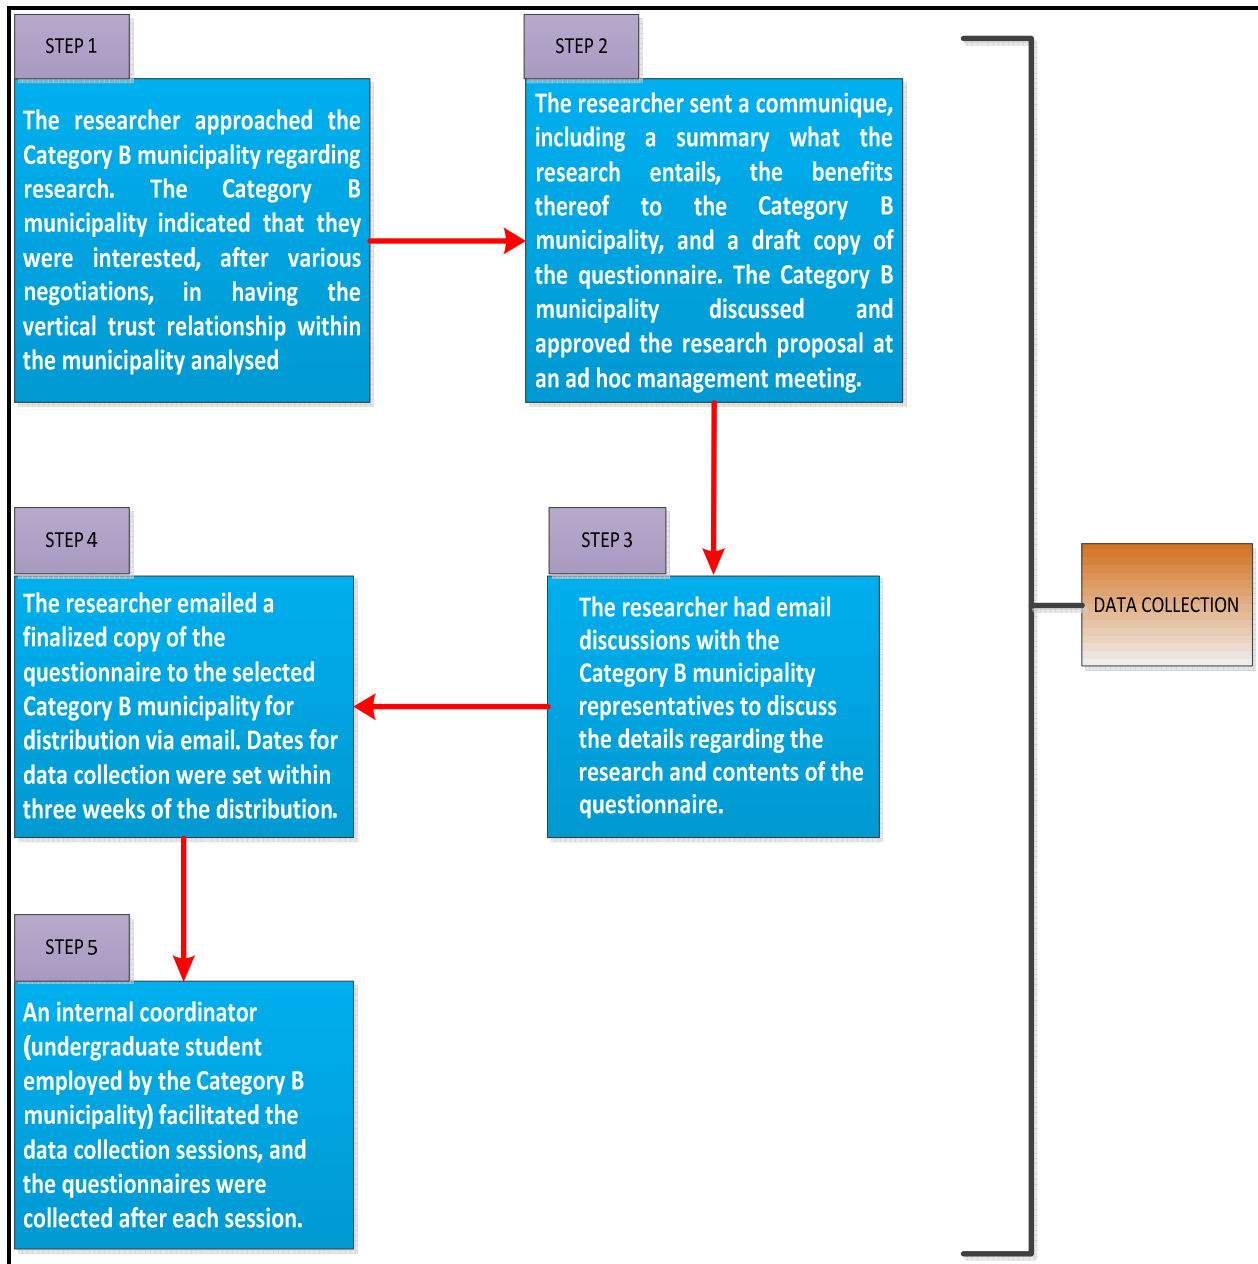 STEP 1
The researcher approached the
Category B municipality regarding
research. The Category B
municipality indicated that they
were interested, after various
negotiations, in having the
vertical trust relationship within
the municipality analysed
STEP 2
The researcher sent a communique,
including a summary what the
research entails, the benefits
thereof to the Category B
municipality, and a draft copy of
the questionnaire. The Category B
municipality discussed and
approved the research proposal at
an ad hoc management meeting.
STEP 3
The researcher had email
discussions with the
Category B municipality
representatives to discuss
the details regarding the
research and contents of the
questionnaire.
STEP 4
The researcher emailed a
finalized copy of the
questionnaire to the selected
Category B municipality for
distribution via email. Dates for
data collection were set within
three weeks of the distribution.
STEP 5
An internal coordinator
(undergraduate student
employed by the Category B
municipality) facilitated the
data collection sessions, and
the questionnaires were
collected after each session.
DATA COLLECTION